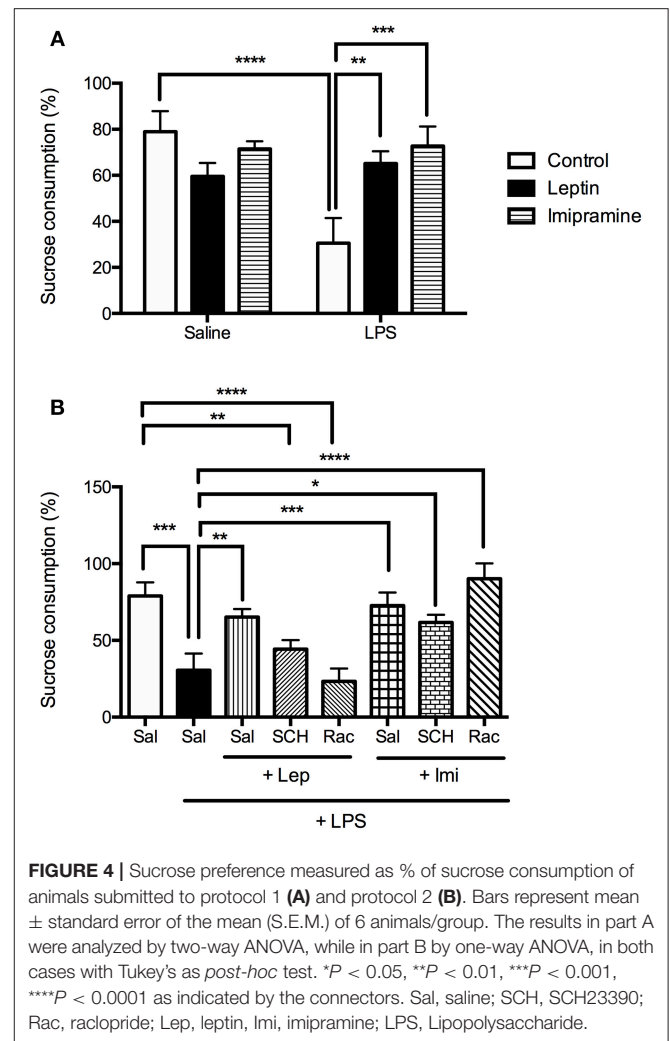 A
****
***
**
100
80
60
40
20
0
Sucrose consumption (%)
Saline LPS
Control
Leptin
Imipramine
B
****
**
****
*
***
*** **
150
100
50
0
Sucrose consumption (%)
Sal Sal Sal SCH Rac Sal SCH Rac
+ Lep + Imi
+ LPS
FIGURE 4 | Sucrose preference measured as % of sucrose consumption of
animals submitted to protocol 1 (A) and protocol 2 (B). Bars represent mean
± standard error of the mean (S.E.M.) of 6 animals/group. The results in part A
were analyzed by two-way ANOVA, while in part B by one-way ANOVA, in both
cases with Tukey's as post-hoc test. *P < 0.05, **P < 0.01, ***P < 0.001,
****P < 0.0001 as indicated by the connectors. Sal, saline; SCH, SCH23390;
Rac, raclopride; Lep, leptin, Imi, imipramine; LPS, Lipopolysaccharide.